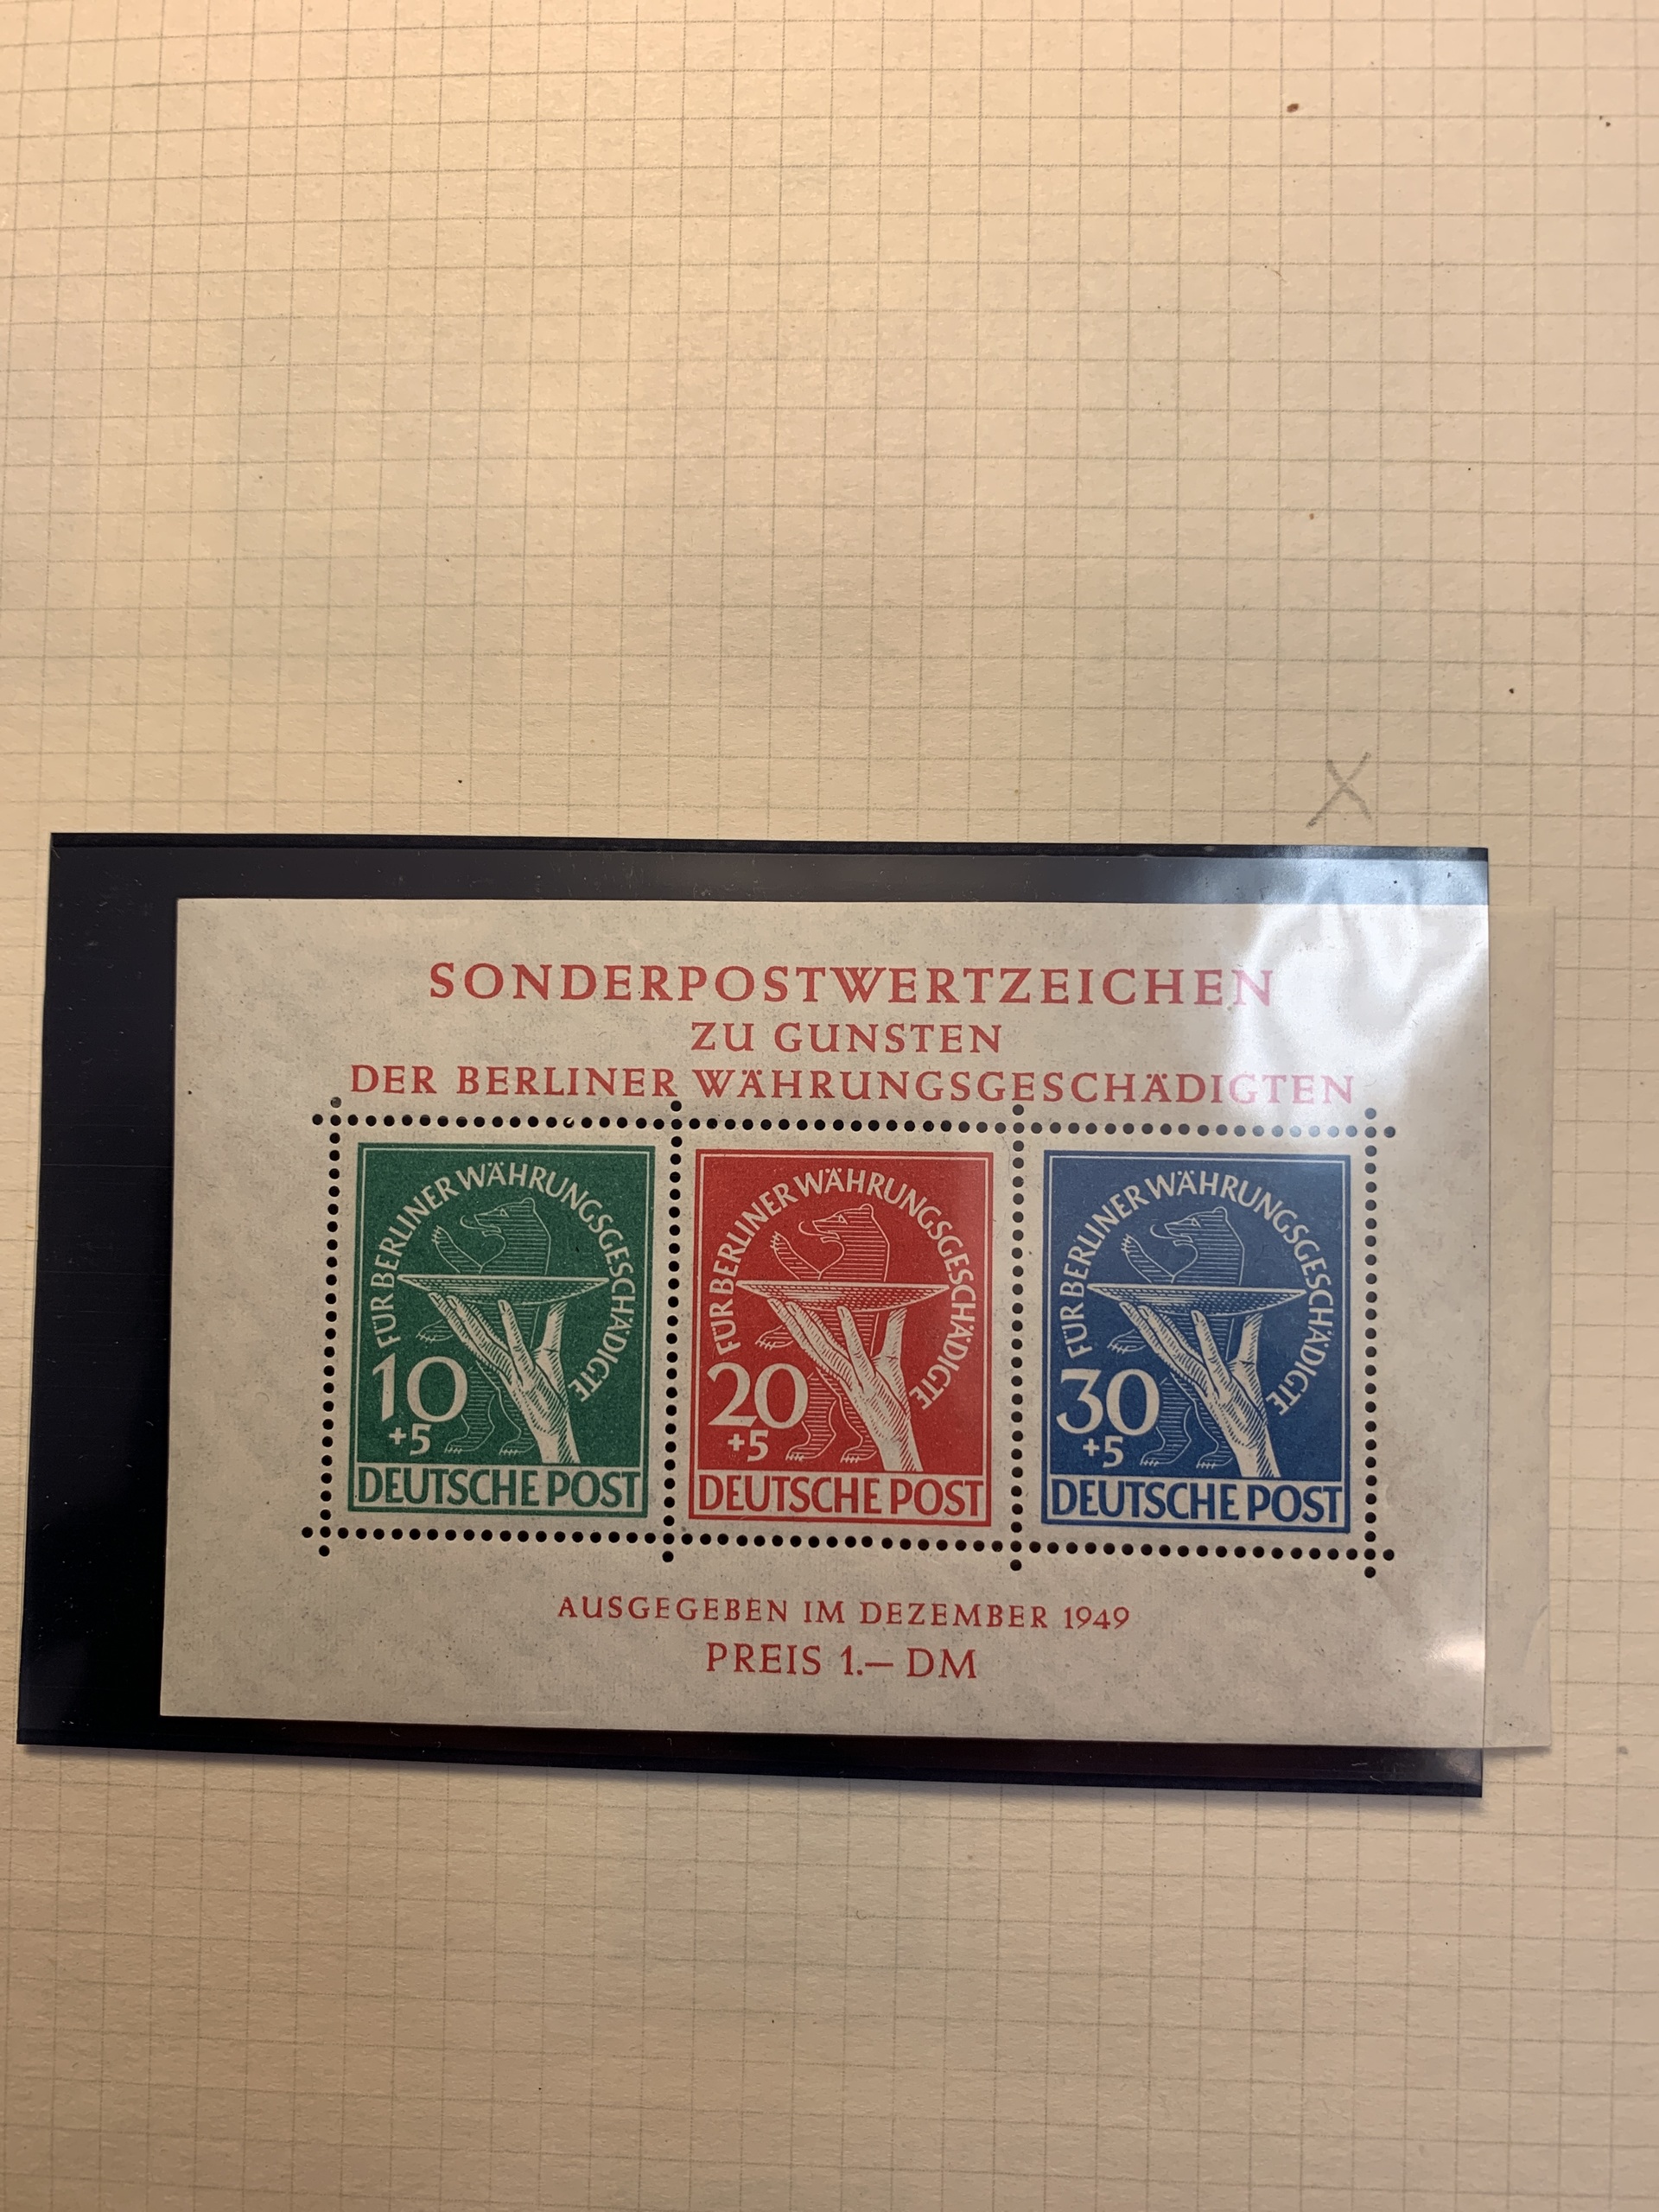 X
SONDERPOSTWERTZEICHEN
ZU GUNSTEN
DER BERLINER WÄHRUNGSGESCHÄDIGTEN
FÜR BERLINER WÄHRUNGSGESCHÄDIGTE
10
+5
DEUTSCHE POST
FÜR BERLINER WÄHRUNGSGESCHÄDIGTE
20
+5
DEUTSCHE POST
FÜR BERLINER WÄHRUNGSGESCHÄDIGTE
30
+5
DEUTSCHE POST
AUSGEGEBEN IM DEZEMBER 1949
PREIS 1.— DM